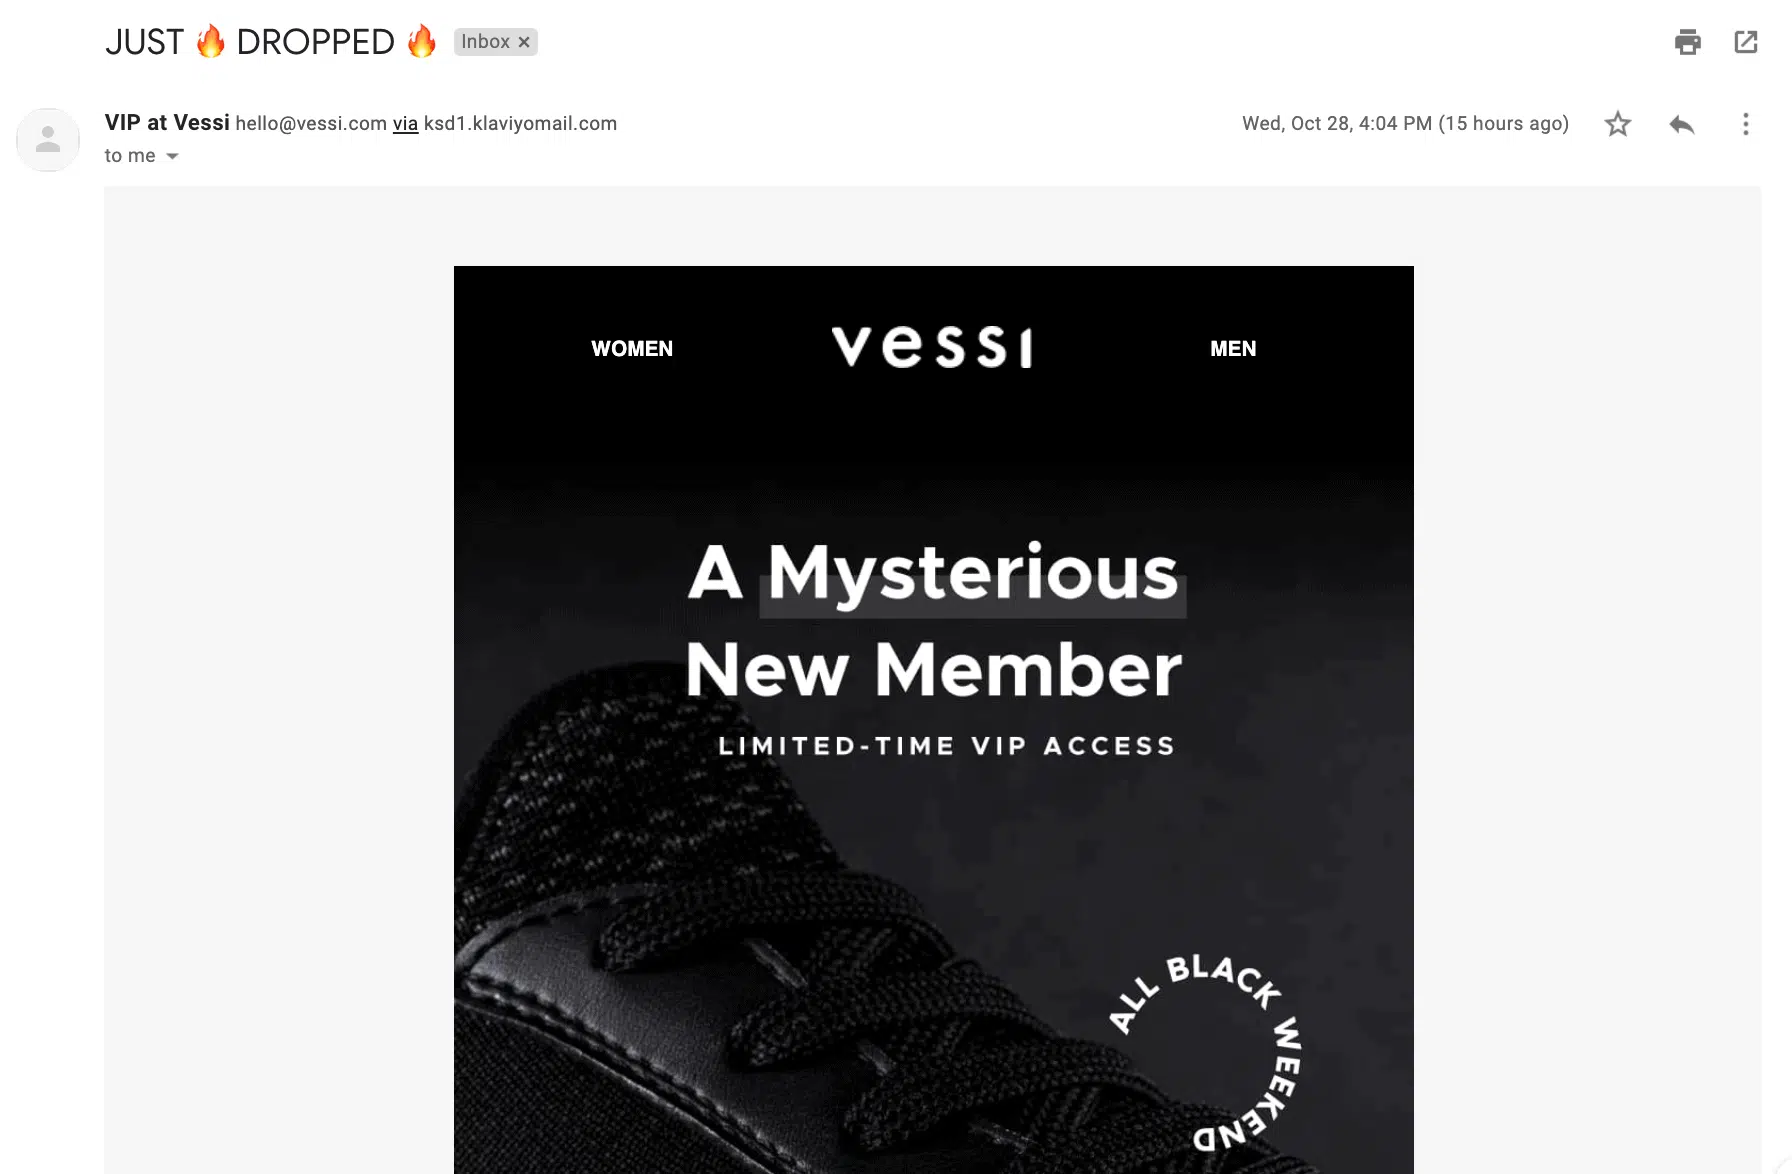 JUST 🔥 DROPPED 🔥 Inbox ×
VIP at Vessi hello@vessi.com via ksd1.klaviyomail.com
Wed, Oct 28, 4:04 PM (15 hours ago)
to me
WOMEN
vessi
MEN
A Mysterious
New Member
LIMITED-TIME VIP ACCESS
ALL BLACK WEEKEND